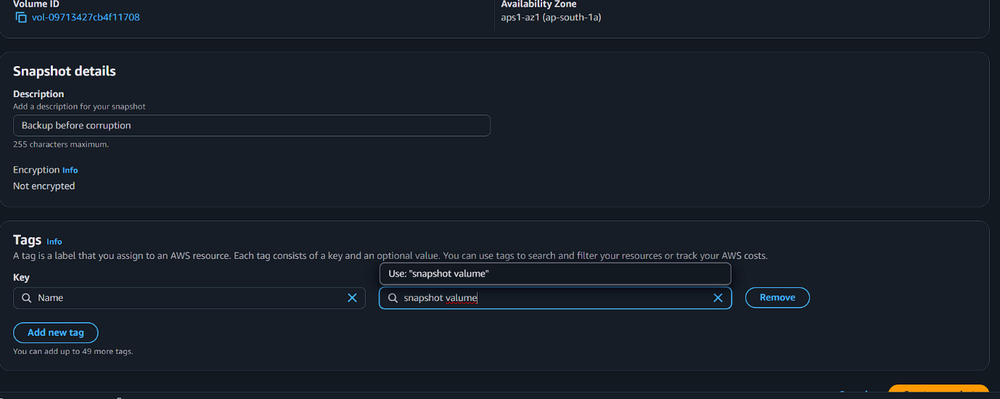 Volume ID
Availability Zone
vol-09713427cb4f11708
aps1-az1 (ap-south-1a)
Snapshot details
Description
Add a description for your snapshot
Backup before corruption
255 characters maximum.
Encryption Info
Not encrypted
Tags Info
A tag is a label that you assign to an AWS resource. Each tag consists of a key and an optional value. You can use tags to search and filter your resources or track your AWS costs.
Key
Use: "snapshot valume"
Name
snapshot valume
Remove
Add new tag
You can add up to 49 more tags.